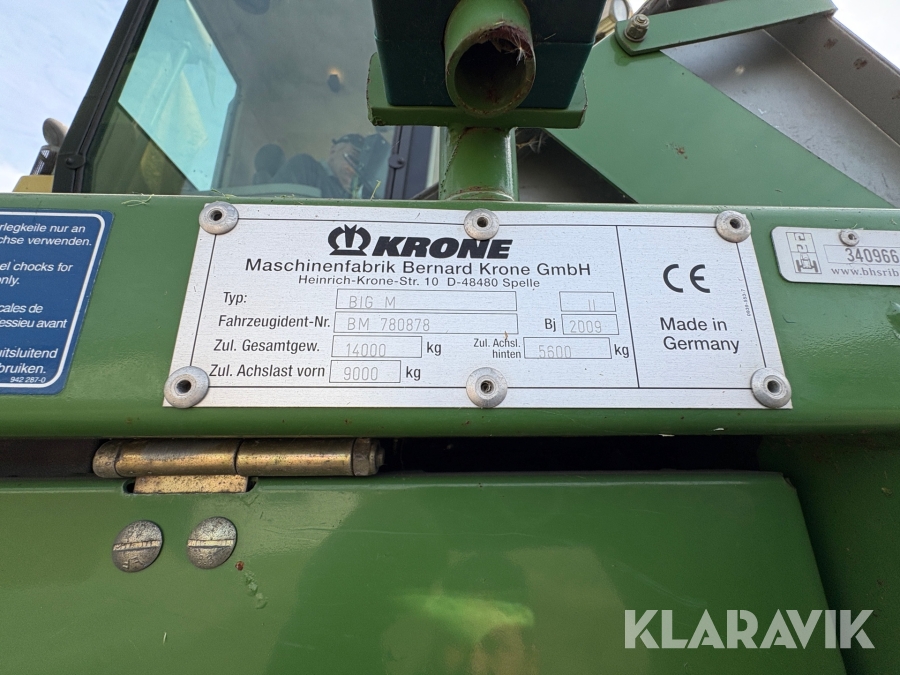 rlegkeile nur an
chse verwenden.
el chocks for
only.
cales de
essieu avant
uitsluitend
bruiken.
942 287-0
KRONE
Maschinenfabrik Bernard Krone GmbH
Heinrich-Krone-Str. 10 D-48480 Spelle
Typ: BIG M II
Fahrzeugident-Nr. BM 780878 Bj 2009
Zul. Gesamtgew. 14000 kg Zul. Achsl. hinten 5600 kg
Zul. Achslast vorn 9000 kg
CE
Made in
Germany
340966
www.bhsrib
KLARAVIK